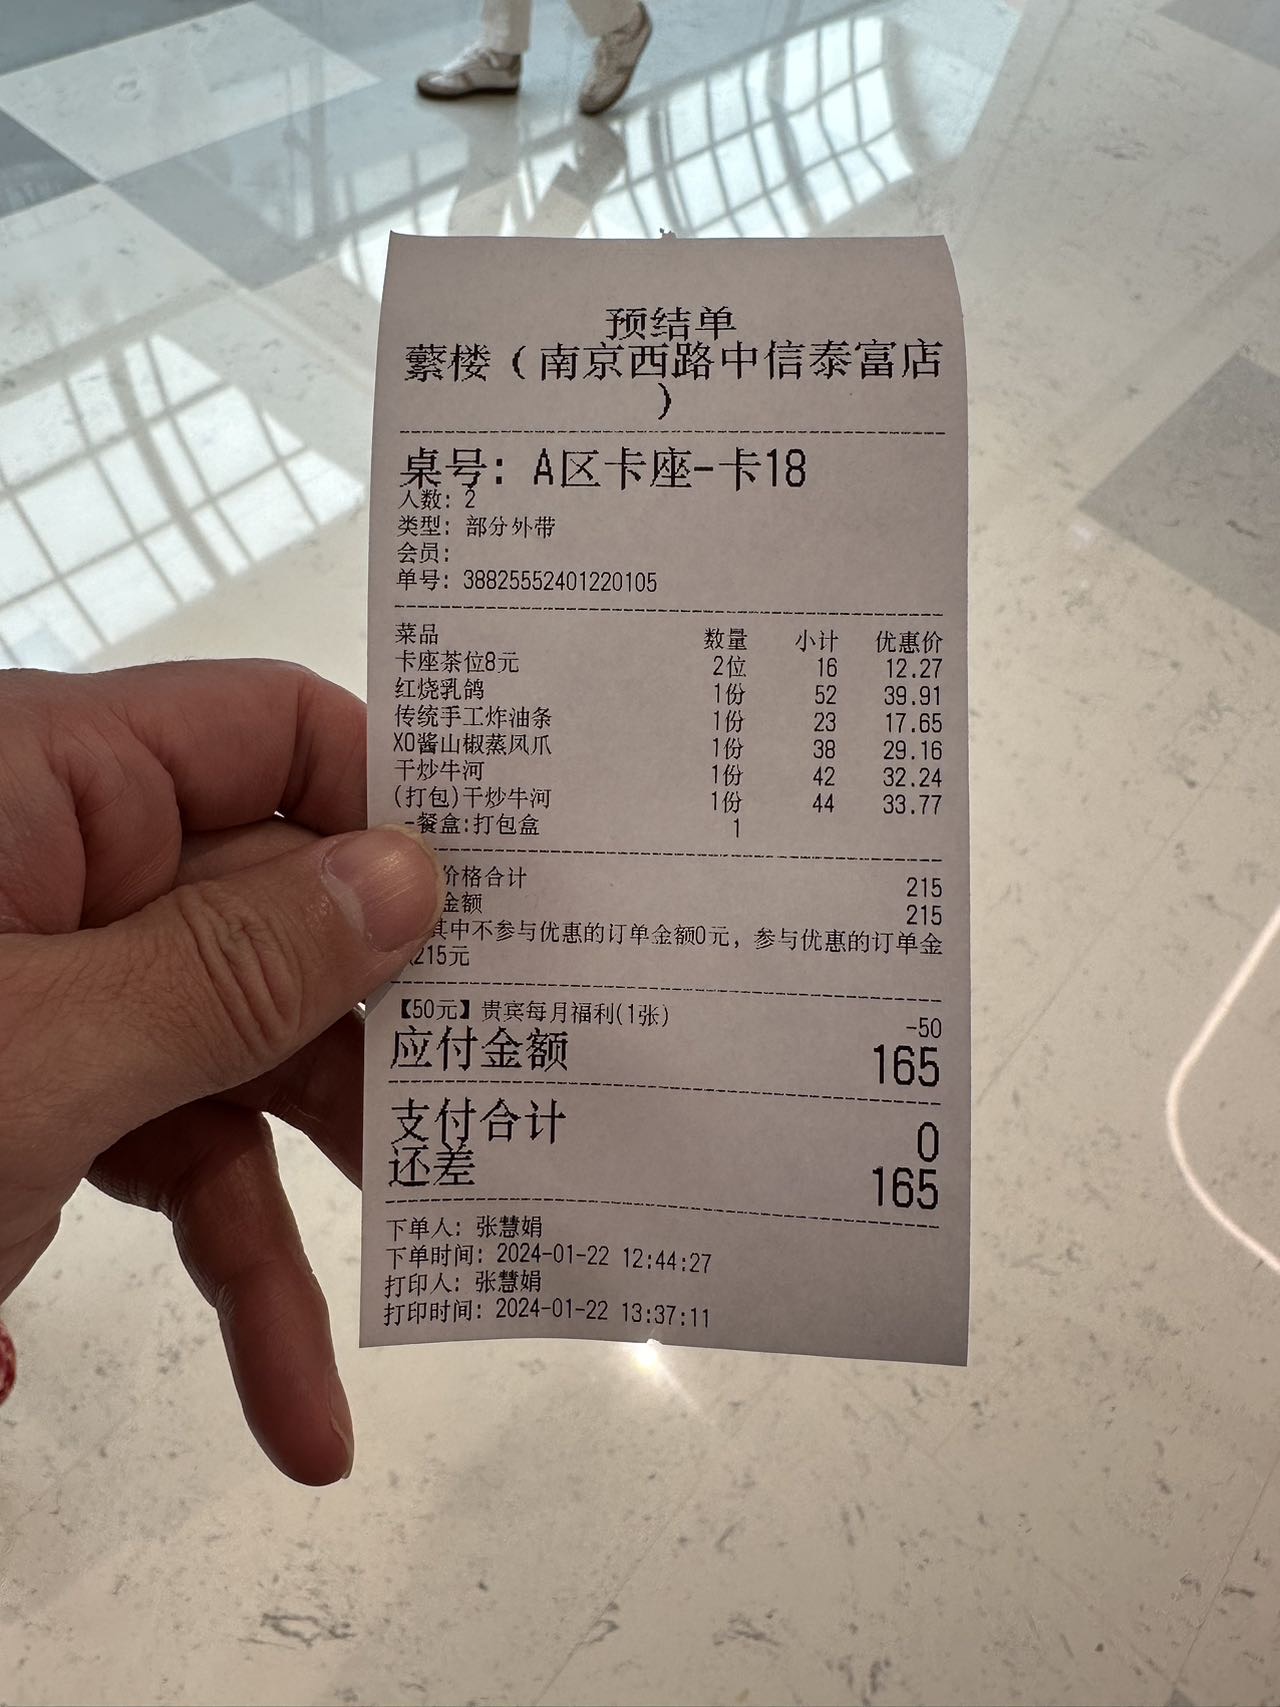 预结单
蘩楼（南京西路中信泰富店
）
桌号：A区卡座-卡18
人数：2
类型：部分外带
会员：
单号：38825552401220105
菜品 数量 小计 优惠价
卡座茶位8元 2位 16 12.27
红烧乳鸽 1份 52 39.91
传统手工炸油条 1份 23 17.65
XO酱山椒蒸凤爪 1份 38 29.16
干炒牛河 1份 42 32.24
(打包)干炒牛河 1份 44 33.77
-餐盒:打包盒 1
价格合计 215
金额 215
其中不参与优惠的订单金额0元，参与优惠的订单金
215元
【50元】贵宾每月福利(1张) -50
应付金额 165
支付合计 0
还差 165
下单人：张慧娟
下单时间：2024-01-22 12:44:27
打印人：张慧娟
打印时间：2024-01-22 13:37:11